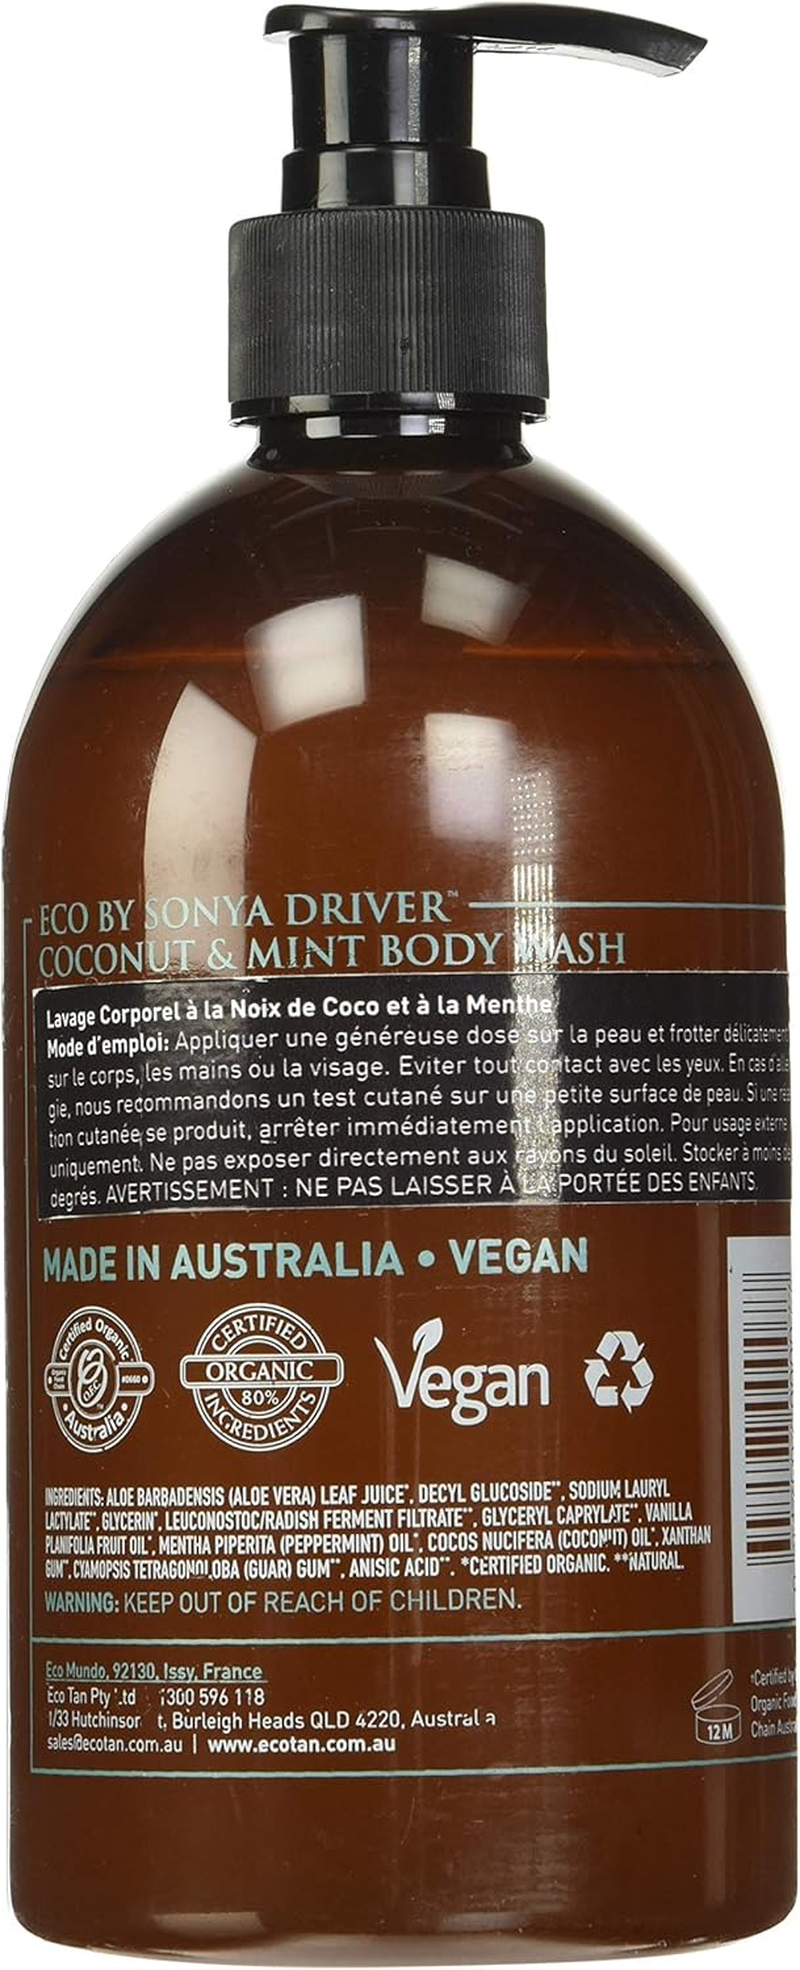 ECO BY SONYA DRIVER™
COCONUT & MINT BODY WASH
Lavage Corporel à la Noix de Coco et à la Menthe
Mode d'emploi: Appliquer une généreuse dose sur la peau et frotter délicatement
sur le corps, les mains ou la visage. Eviter tout contact avec les yeux. En cas
gie, nous recommandons un test cutané sur une petite surface de peau. Si une
tion cutanée se produit, arrêter immédiatement l'application. Pour usage externe
uniquement. Ne pas exposer directement aux rayons du soleil. Stocker à moins
degrés. AVERTISSEMENT : NE PAS LAISSER À LA PORTÉE DES ENFANTS.
MADE IN AUSTRALIA • VEGAN
Certified Organic
#0660
Australia
CERTIFIED
ORGANIC
80%
INGREDIENTS
Vegan
INGREDIENTS: ALOE BARBADENSIS (ALOE VERA) LEAF JUICE*, DECYL GLUCOSIDE**, SODIUM LAURYL
LACTYLATE**, GLYCERIN*, LEUCONOSTOC/RADISH FERMENT FILTRATE**, GLYCERYL CAPRYLATE**, VANILLA
PLANIFOLIA FRUIT OIL*, MENTHA PIPERITA (PEPPERMINT) OIL*, COCOS NUCIFERA (COCONUT) OIL*, XANTHAN
GUM**, CYAMOPSIS TETRAGONOLOBA (GUAR) GUM**, ANISIC ACID**. *CERTIFIED ORGANIC. **NATURAL.
WARNING: KEEP OUT OF REACH OF CHILDREN.
Eco Mundo, 92130, Issy, France
Eco Tan Pty Ltd 1300 596 118
1/33 Hutchinson t, Burleigh Heads QLD 4220, Australia
sales@ecotan.com.au | www.ecotan.com.au
12M
Certified by
Organic Food
Chain Austra